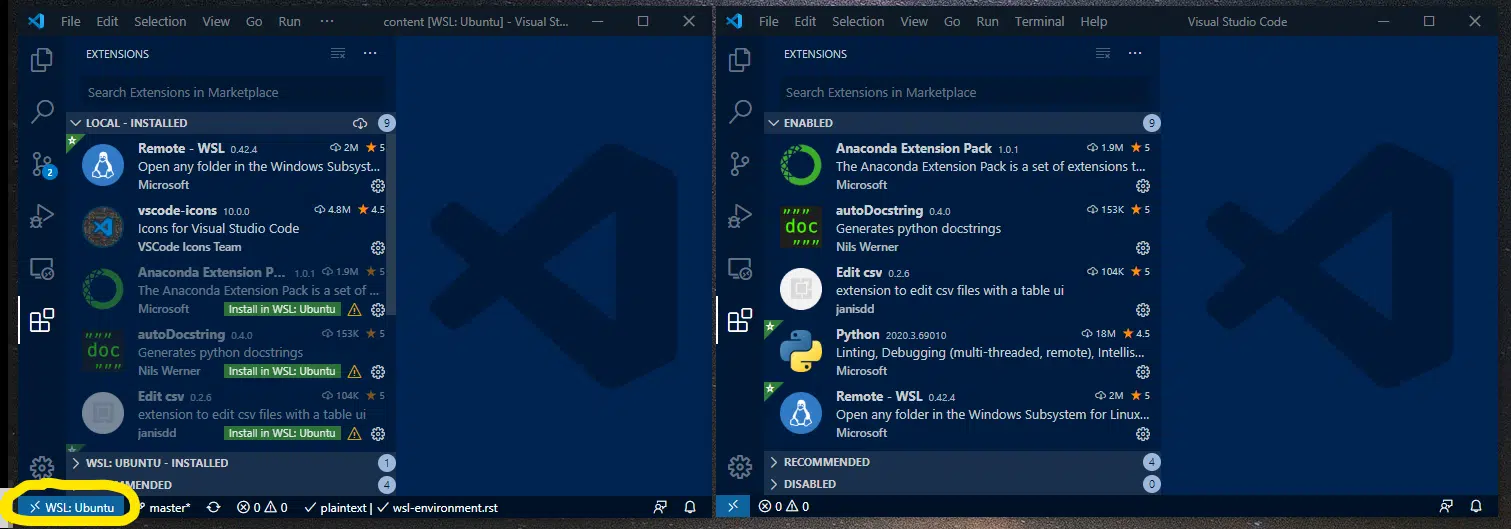 File Edit Selection View Go Run ··· content [WSL: Ubuntu] - Visual St...
EXTENSIONS
Search Extensions in Marketplace
LOCAL - INSTALLED 9
Remote - WSL 0.42.4 2M 5
Open any folder in the Windows Subsyst...
Microsoft
2
vscode-icons 10.0.0 4.8M 4.5
Icons for Visual Studio Code
VSCode Icons Team
Anaconda Extension P... 1.0.1 1.9M 5
The Anaconda Extension Pack is a set of ...
Microsoft Install in WSL: Ubuntu
""" doc """
autoDocstring 0.4.0 153K 5
Generates python docstrings
Nils Werner Install in WSL: Ubuntu
Edit csv 0.2.6 104K 5
extension to edit csv files with a table ui
janisdd Install in WSL: Ubuntu
WSL: UBUNTU - INSTALLED 1
MMENDED 4
WSL: Ubuntu master* 0 0 plaintext | wsl-environment.rst
File Edit Selection View Go Run Terminal Help Visual Studio Code
EXTENSIONS
Search Extensions in Marketplace
ENABLED 9
Anaconda Extension Pack 1.0.1 1.9M 5
The Anaconda Extension Pack is a set of extensions t...
Microsoft
""" doc """
autoDocstring 0.4.0 153K 5
Generates python docstrings
Nils Werner
Edit csv 0.2.6 104K 5
extension to edit csv files with a table ui
janisdd
Python 2020.3.69010 18M 4.5
Linting, Debugging (multi-threaded, remote), Intellis...
Microsoft
Remote - WSL 0.42.4 2M 5
Open any folder in the Windows Subsystem for Linux...
Microsoft
RECOMMENDED 4
DISABLED 0
0 0